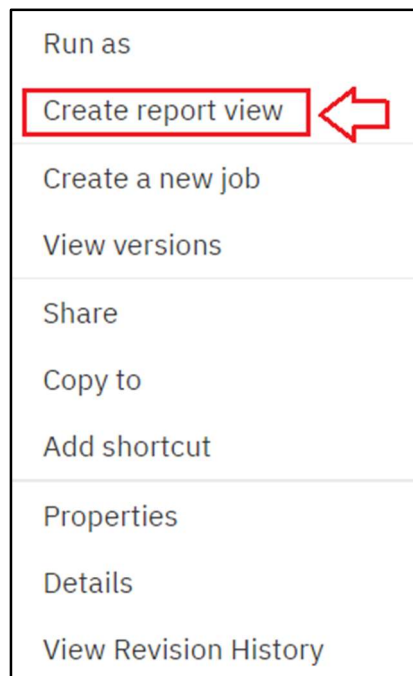 Run as
Create report view
Create a new job
View versions
Share
Copy to
Add shortcut
Properties
Details
View Revision History